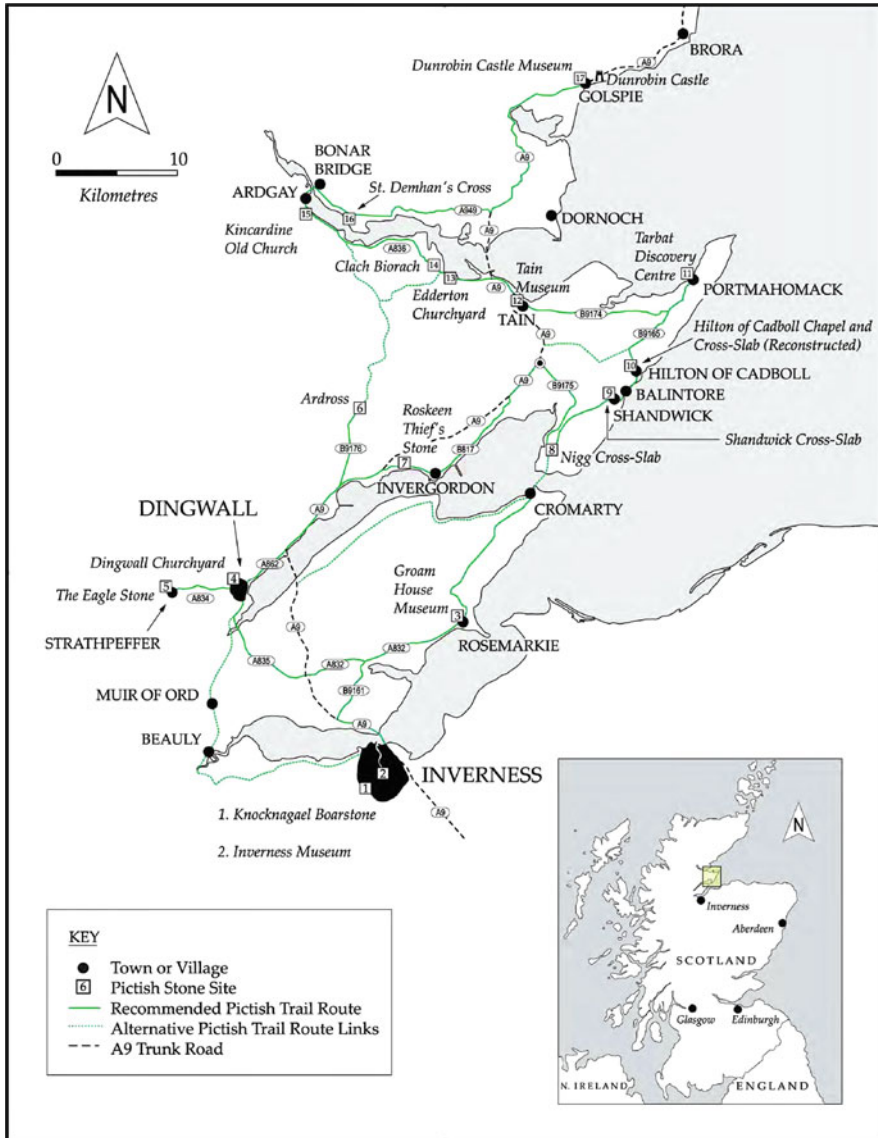 BRORA
A9
Dunrobin Castle Museum
17
Dunrobin Castle
GOLSPIE
N
0
10
Kilometres
A9
BONAR
BRIDGE
St. Demhan's Cross
ARDGAY
15
16
A949
Kincardine
Old Church
A9
DORNOCH
A836
Clach Biorach
14
13
Edderton
Churchyard
A9
Tain
Museum
12
TAIN
Tarbat
Discovery
Centre
11
PORTMAHOMACK
B9174
B9165
A9
Hilton of Cadboll Chapel and
Cross-Slab (Reconstructed)
10
HILTON OF CADBOLL
BALINTORE
9
SHANDWICK
Shandwick Cross-Slab
A9
B9175
Ardross
6
A9
Roskeen
Thief's
Stone
7
B817
8
Nigg Cross-Slab
B9176
INVERGORDON
CROMARTY
A9
DINGWALL
Dingwall Churchyard
4
A862
5
The Eagle Stone
A834
STRATHPEFFER
Groam
House
Museum
3
ROSEMARKIE
A9
A835
A832
A832
B9161
MUIR OF ORD
A9
BEAULY
2
1
INVERNESS
A9
1. Knocknagael Boarstone
2. Inverness Museum
KEY
Town or Village
6
Pictish Stone Site
Recommended Pictish Trail Route
Alternative Pictish Trail Route Links
A9 Trunk Road
N
Inverness
Aberdeen
SCOTLAND
Glasgow
Edinburgh
N. IRELAND
ENGLAND